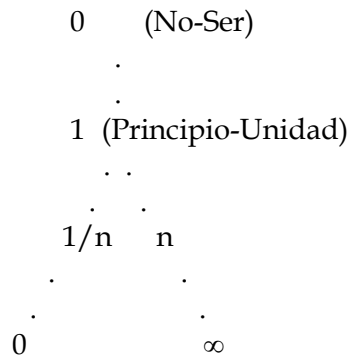 0 (No-Ser)
.
.
1 (Principio-Unidad)
. .
. .
1/n n
. .
. .
0 ∞